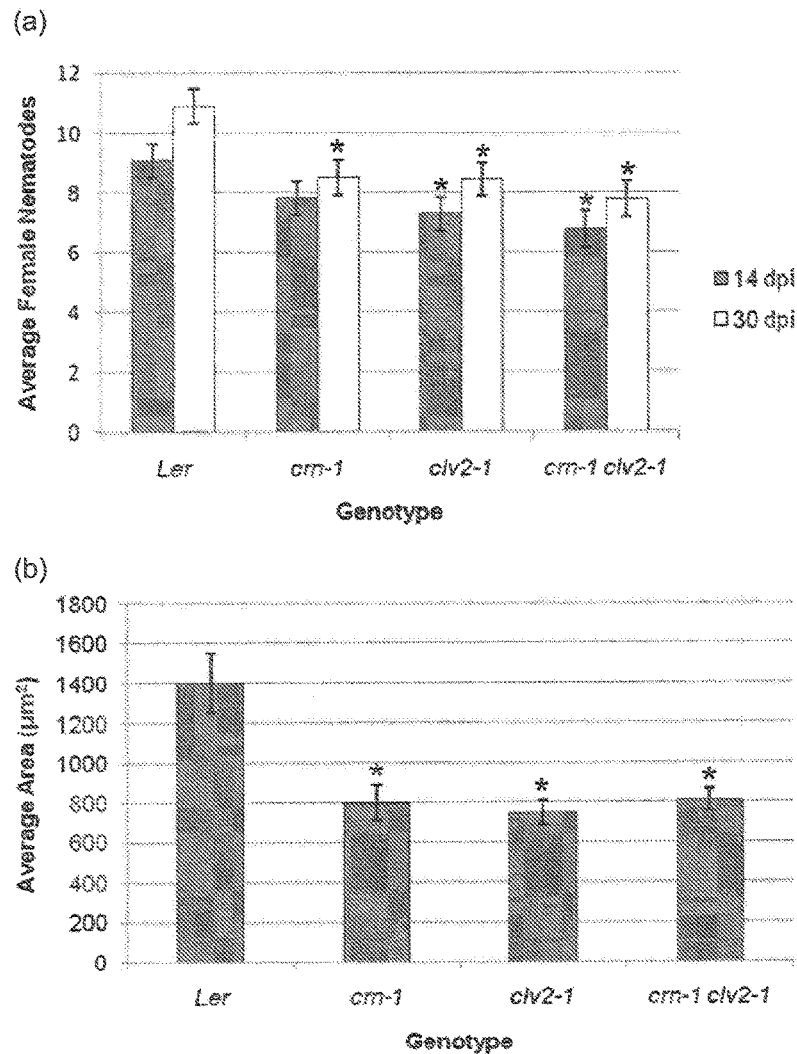 (a)
12
10
8
6
4
2
0
Average Female Nematodes
* * * * *
14 dpi
30 dpi
Ler crn-1 clv2-1 crn-1 clv2-1
Genotype
(b)
1800
1600
1400
1200
1000
800
600
400
200
0
Average Area (µm²)
* * *
Ler crn-1 clv2-1 crn-1 clv2-1
Genotype